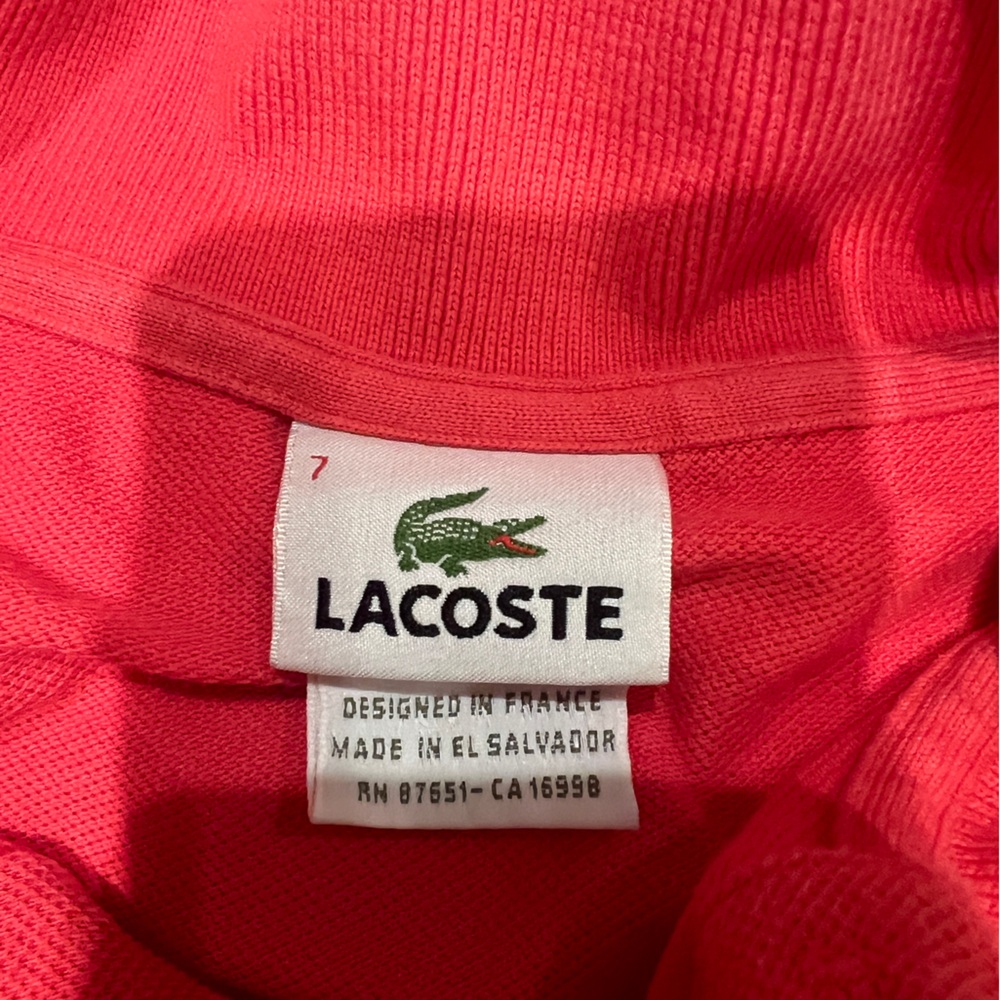 7
LACOSTE
DESIGNED IN FRANCE
MADE IN EL SALVADOR
RN 87651-CA 16998